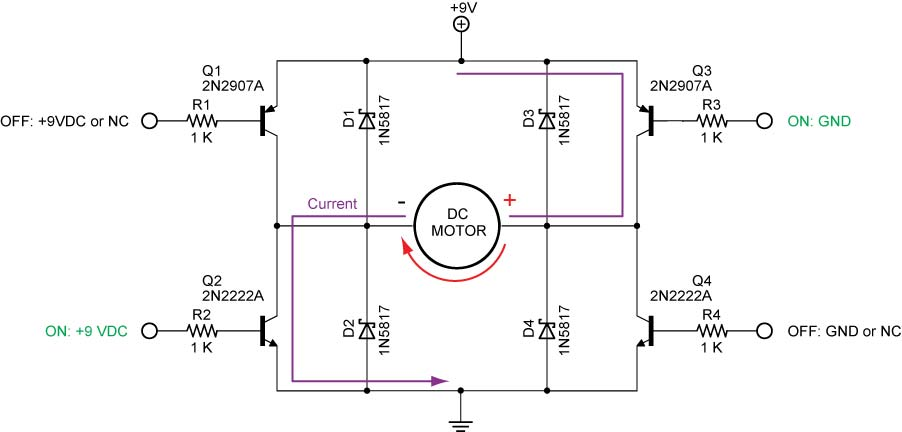 +9V
Q1
2N2907A
Q3
2N2907A
OFF: +9VDC or NC
R1
1 K
D1
1N5817
D3
1N5817
R3
1 K
ON: GND
Current
-
+
DC
MOTOR
Q2
2N2222A
Q4
2N2222A
ON: +9 VDC
R2
1 K
D2
1N5817
D4
1N5817
R4
1 K
OFF: GND or NC